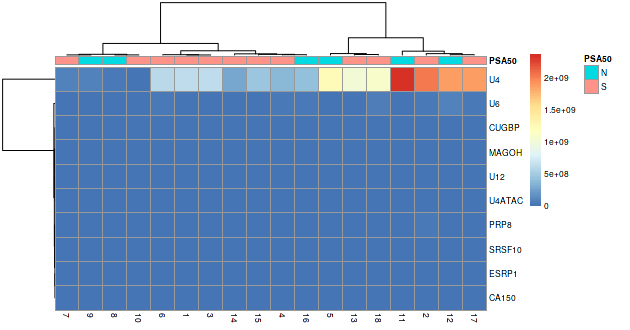 PSA50
PSA50
N
S
U4
U6
CUGBP
MAGOH
U12
U4ATAC
PRP8
SRSF10
ESRP1
CA150
2e+09
1.5e+09
1e+09
5e+08
0
7 9 8 10 6 1 3 14 15 4 16 5 13 18 11 2 12 17